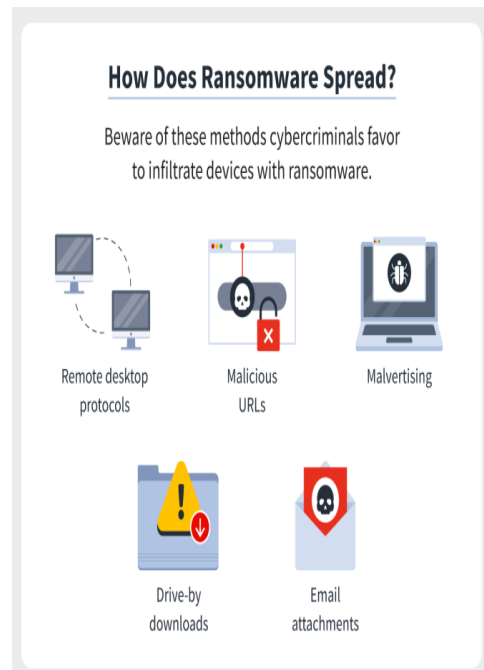 How Does Ransomware Spread?
Beware of these methods cybercriminals favor
to infiltrate devices with ransomware.
Remote desktop
protocols
Malicious
URLs
Malvertising
Drive-by
downloads
Email
attachments